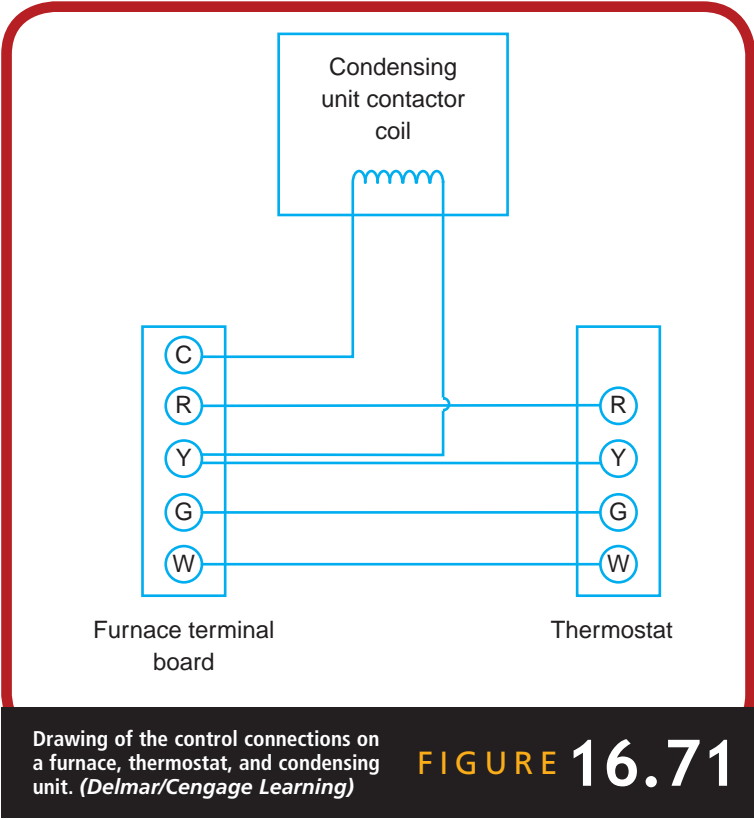 Condensing
unit contactor
coil
C
R
R
Y
Y
G
G
W
W
Furnace terminal
board
Thermostat
Drawing of the control connections on
a furnace, thermostat, and condensing
unit. (Delmar/Cengage Learning)
FIGURE 16.71